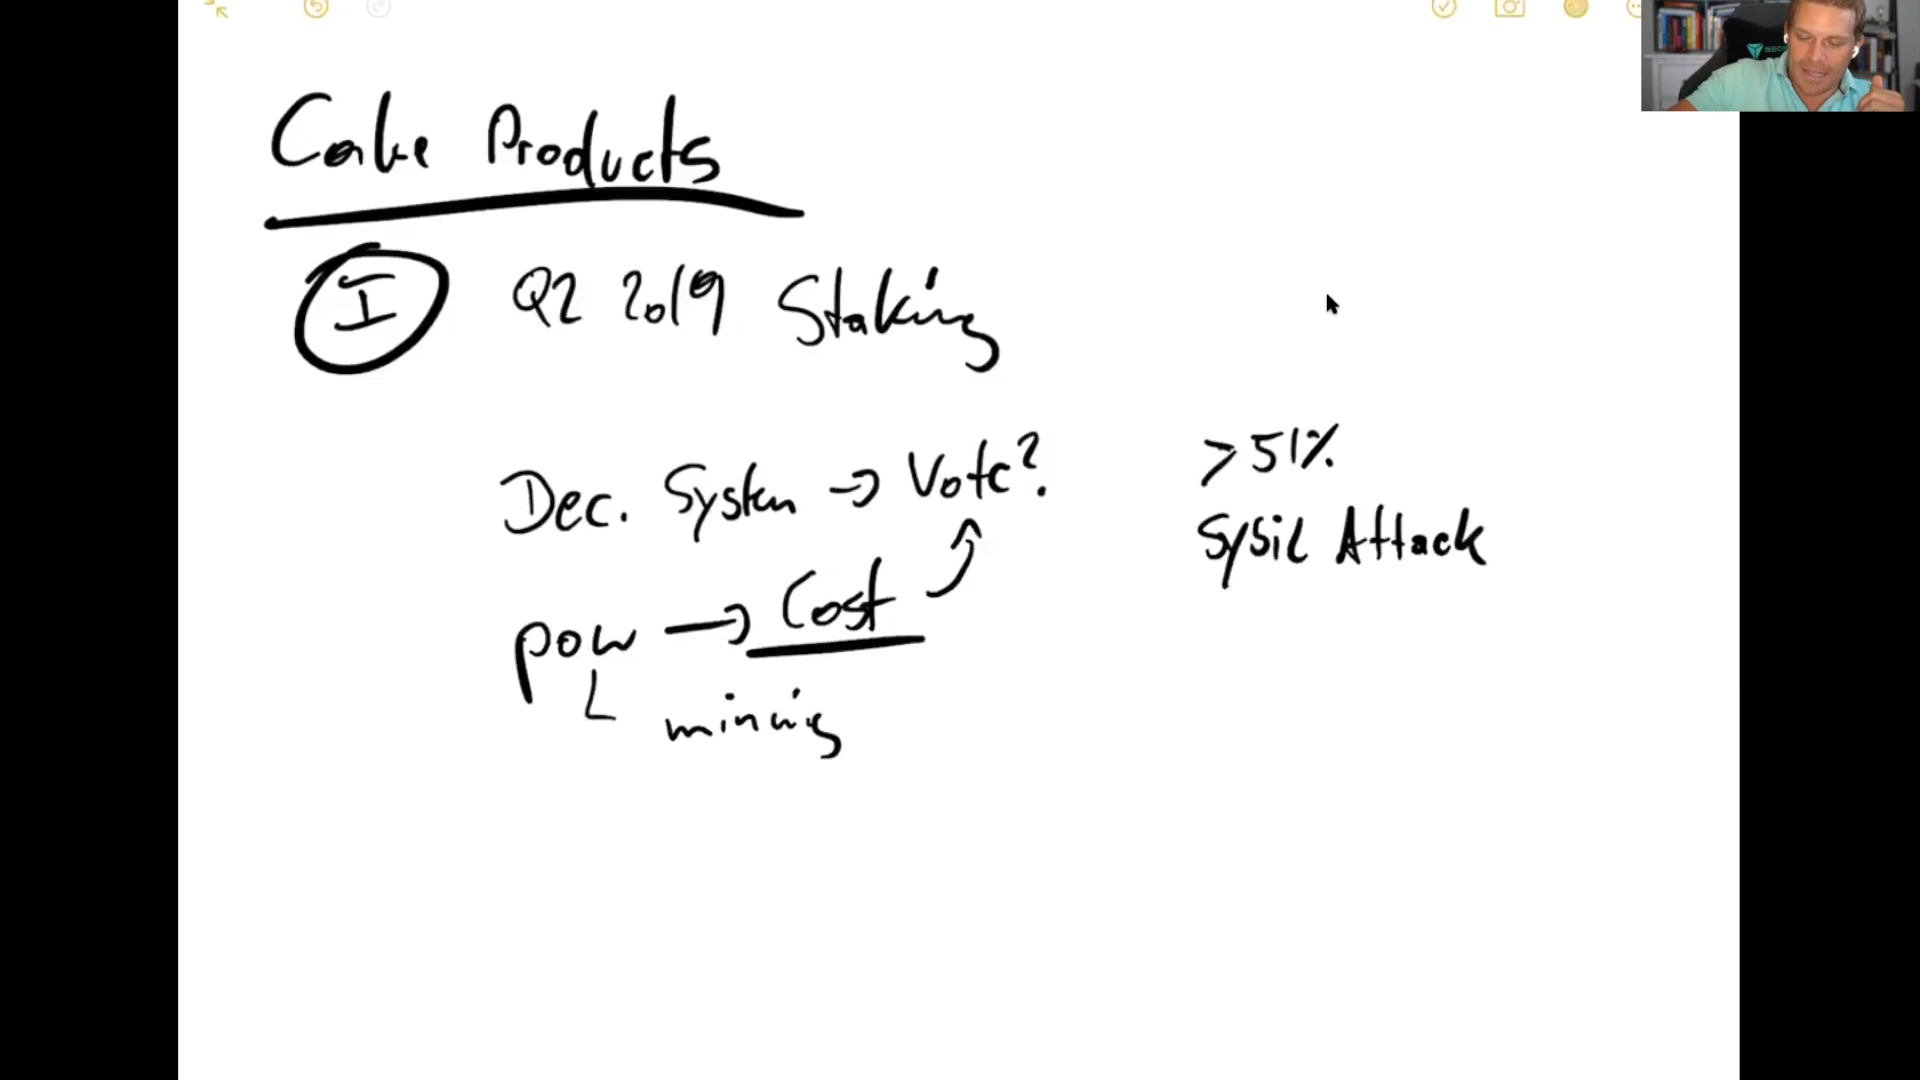 Cake Products
I Q2 2019 Staking
Dec. System → Vote?
>51%
Sysil Attack
pow → Cost
mining